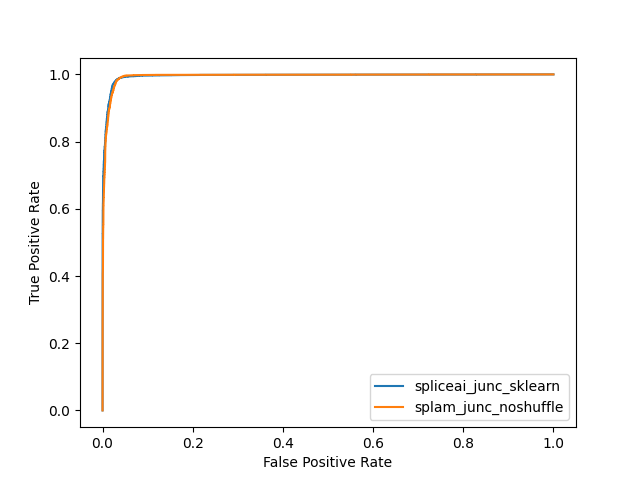 1.0
0.8
0.6
0.4
0.2
0.0
True Positive Rate
0.0 0.2 0.4 0.6 0.8 1.0
False Positive Rate
spliceai_junc_sklearn
splam_junc_noshuffle